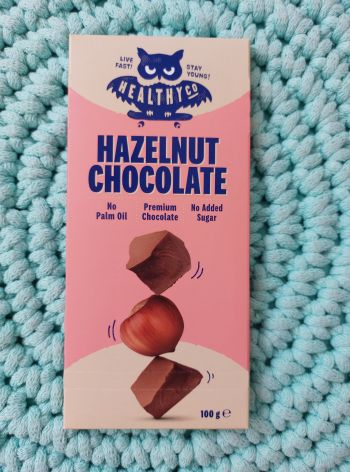 LIVE FAST!
STAY YOUNG!
HEALTHYCO
HAZELNUT
CHOCOLATE
No Palm Oil
Premium Chocolate
No Added Sugar
100 g ℮